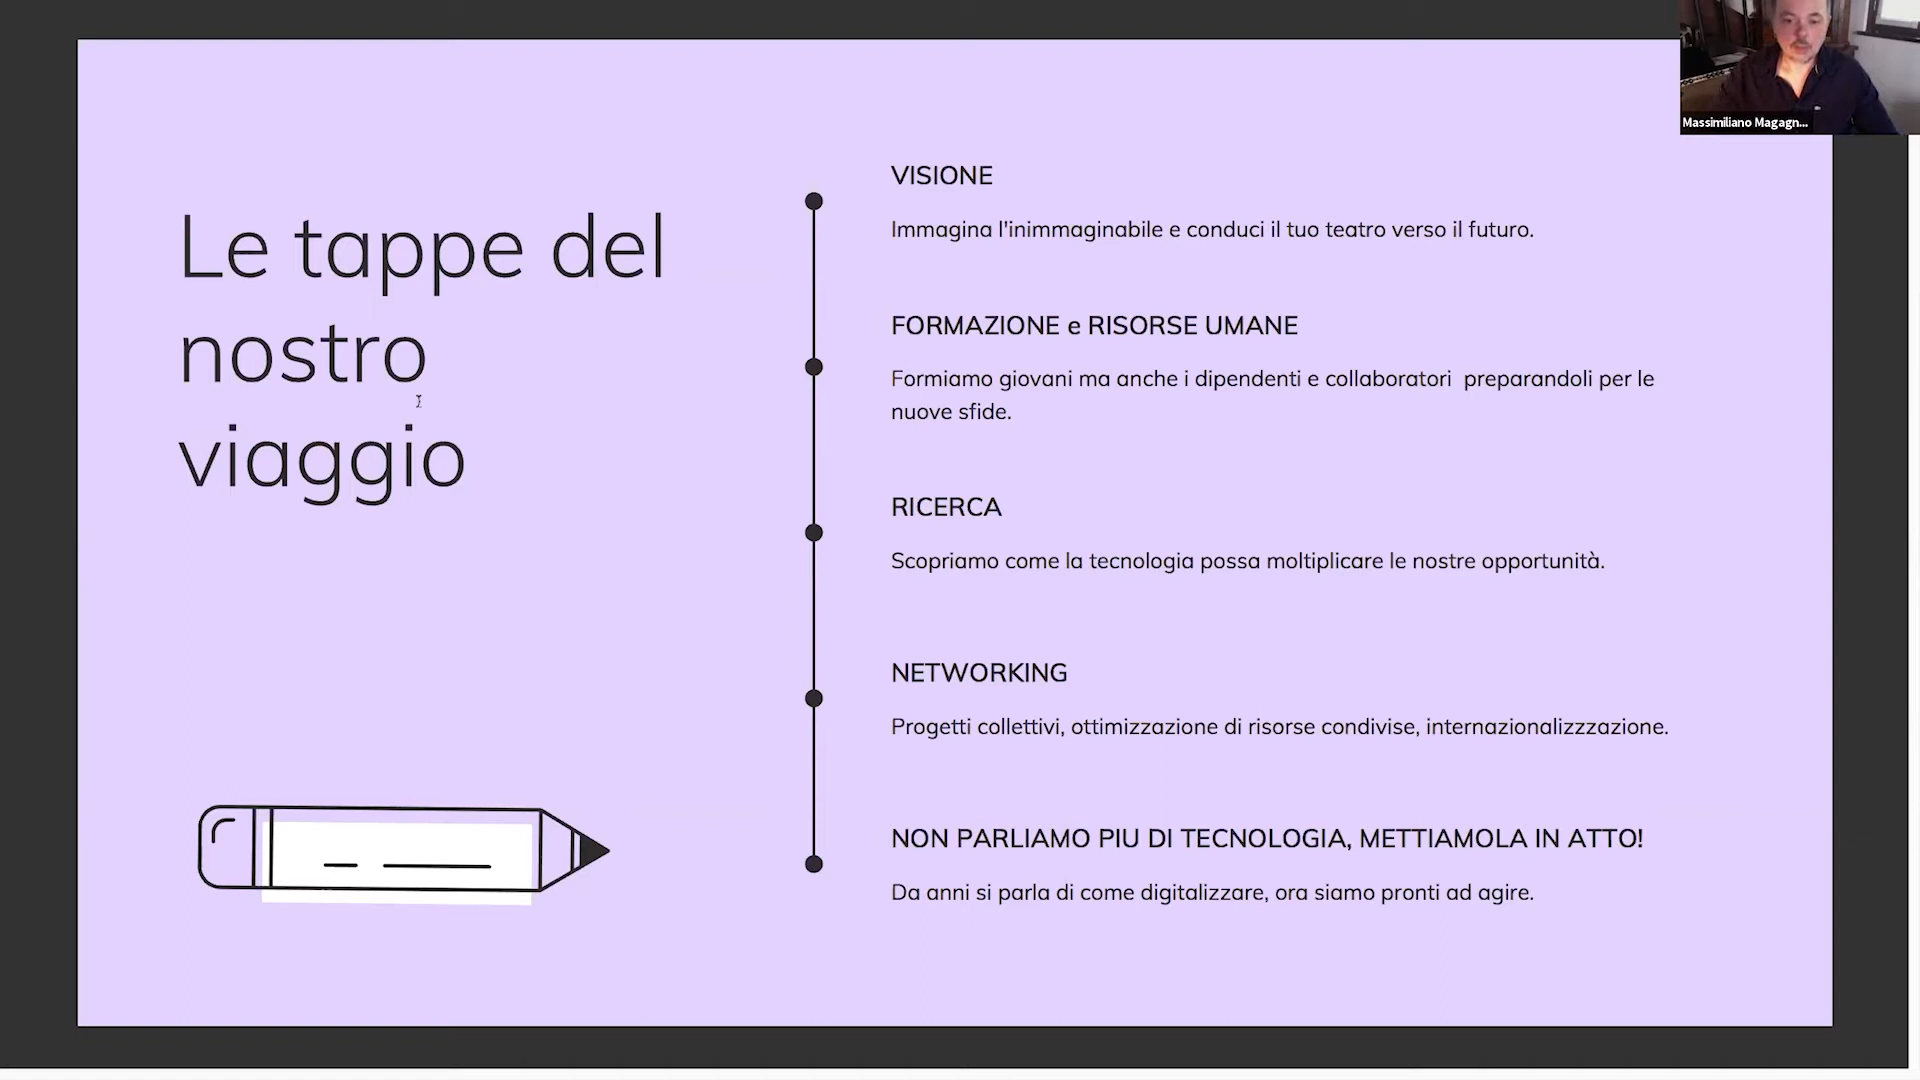 Massimiliano Magagn...
Le tappe del
nostro
viaggio
VISIONE
Immagina l'inimmaginabile e conduci il tuo teatro verso il futuro.
FORMAZIONE e RISORSE UMANE
Formiamo giovani ma anche i dipendenti e collaboratori  preparandoli per le
nuove sfide.
RICERCA
Scopriamo come la tecnologia possa moltiplicare le nostre opportunità.
NETWORKING
Progetti collettivi, ottimizzazione di risorse condivise, internazionalizzzazione.
NON PARLIAMO PIU DI TECNOLOGIA, METTIAMOLA IN ATTO!
Da anni si parla di come digitalizzare, ora siamo pronti ad agire.